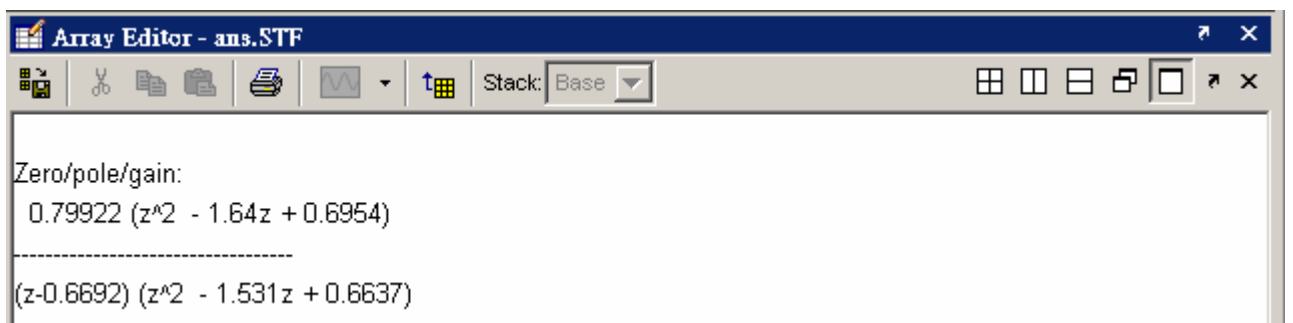 Array Editor - ans.STF
Stack: Base
Zero/pole/gain:
0.79922 (z^2 - 1.64z + 0.6954)
----------------------------------
(z-0.6692) (z^2 - 1.531z + 0.6637)